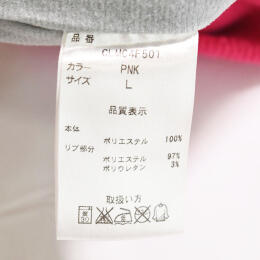 品番
CLMC4F501
カラー PNK
サイズ L
品質表示
本体
ポリエステル 100%
リブ部分
ポリエステル 97%
ポリウレタン 3%
取扱い方